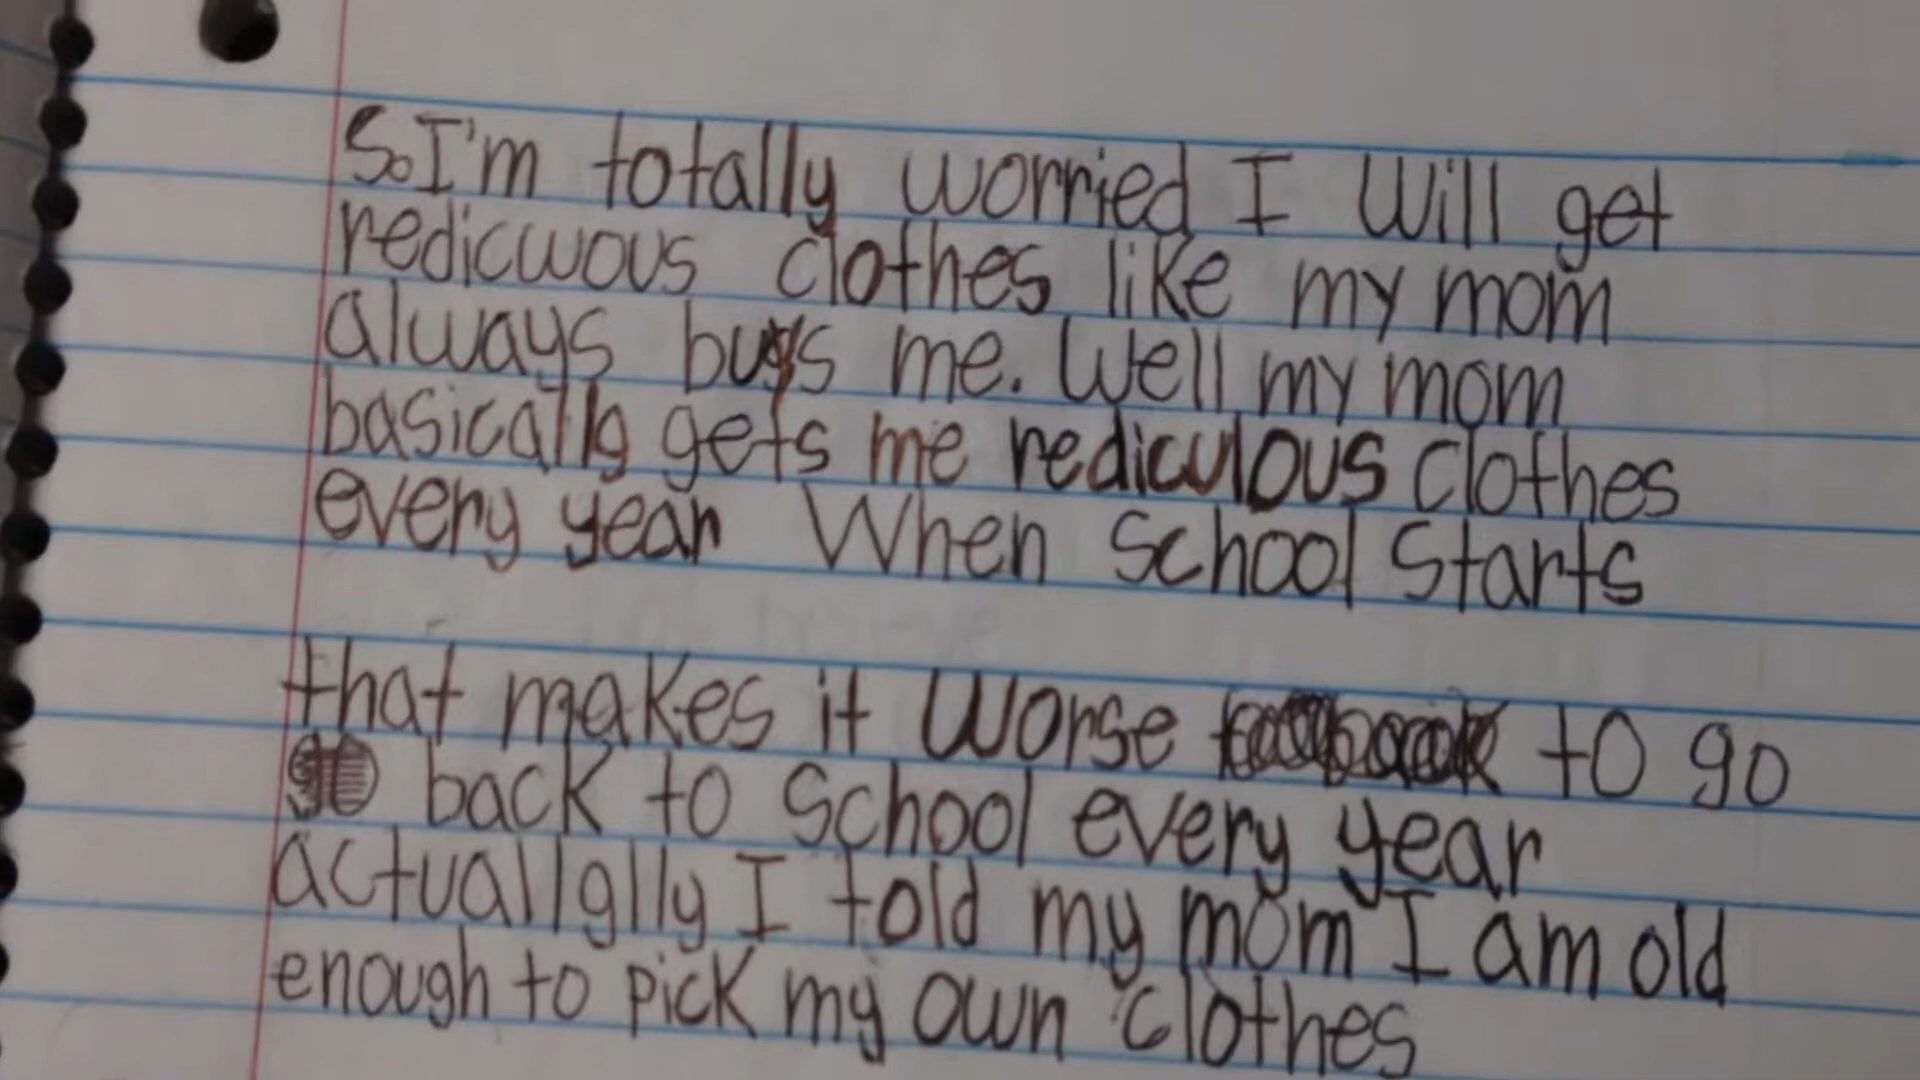 So I'm totally worried I Will get
redicwous clothes like my mom
always buys me. Well my mom
basically gets me rediculous clothes
every year When School Starts
that makes it Worse to go
back to School every year
actuallglly I told my mom I am old
enough to pick my own clothes